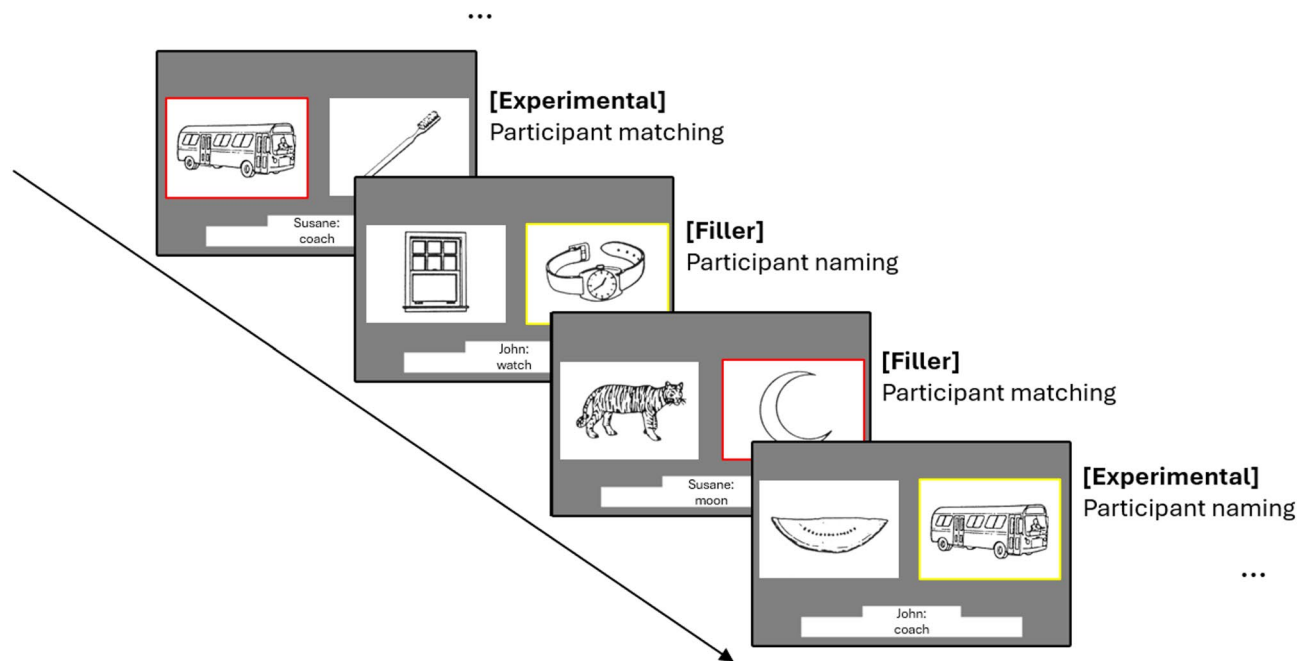 ...
[Experimental]
Participant matching
Susane:
coach
[Filler]
Participant naming
John:
watch
[Filler]
Participant matching
Susane:
moon
[Experimental]
Participant naming
John:
coach
...